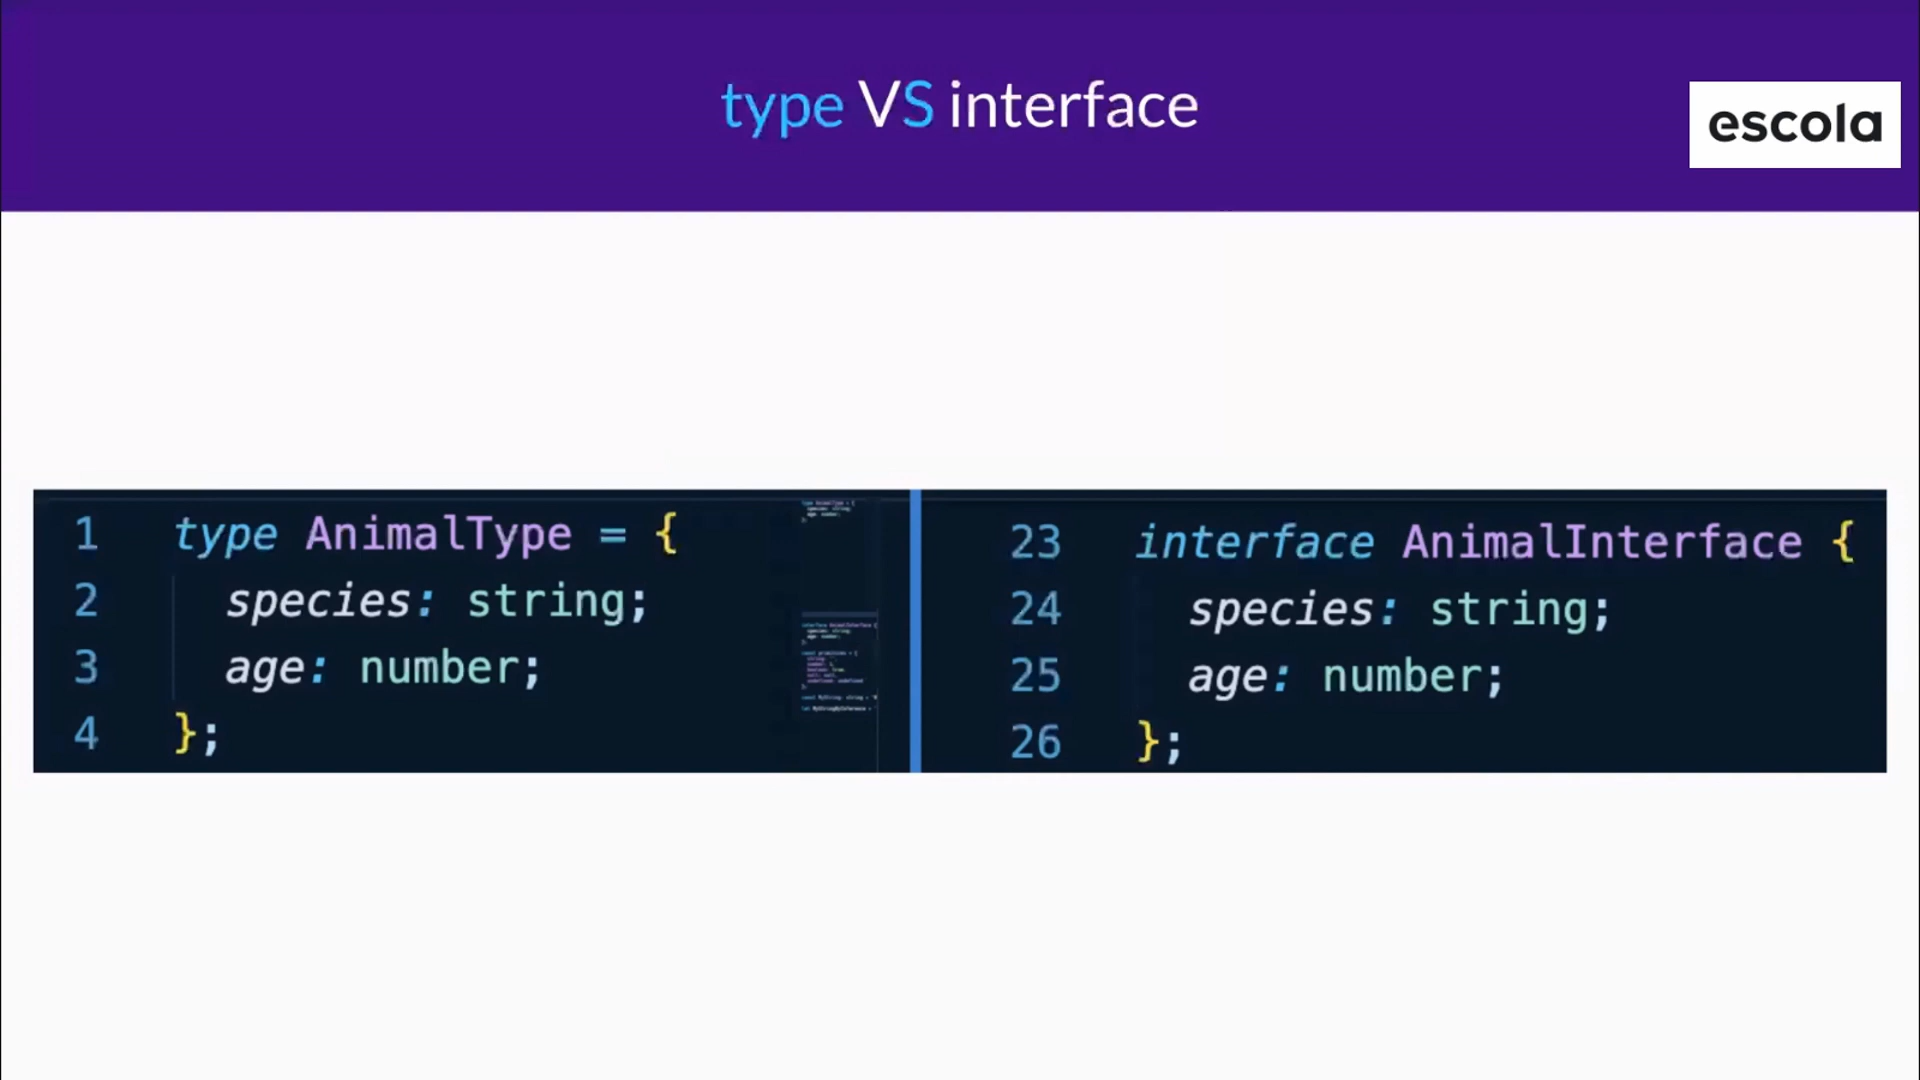 type VS interface
escola
1 type AnimalType = {
2 species: string;
3 age: number;
4 };
23 interface AnimalInterface {
24 species: string;
25 age: number;
26 };